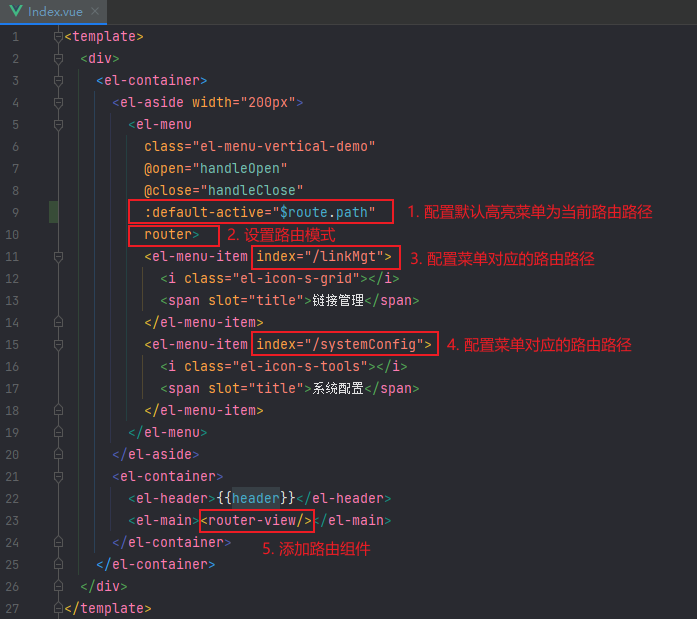 Index.vue
1 <template>
2 <div>
3 <el-container>
4 <el-aside width="200px">
5 <el-menu
6 class="el-menu-vertical-demo"
7 @open="handleOpen"
8 @close="handleClose"
9 :default-active="$route.path" 1. 配置默认高亮菜单为当前路由路径
10 router> 2. 设置路由模式
11 <el-menu-item index="/linkMgt"> 3. 配置菜单对应的路由路径
12 <i class="el-icon-s-grid"></i>
13 <span slot="title">链接管理</span>
14 </el-menu-item>
15 <el-menu-item index="/systemConfig"> 4. 配置菜单对应的路由路径
16 <i class="el-icon-s-tools"></i>
17 <span slot="title">系统配置</span>
18 </el-menu-item>
19 </el-menu>
20 </el-aside>
21 <el-container>
22 <el-header>{{header}}</el-header>
23 <el-main><router-view/></el-main>
24 </el-container>
5. 添加路由组件
25 </el-container>
26 </div>
27 </template>